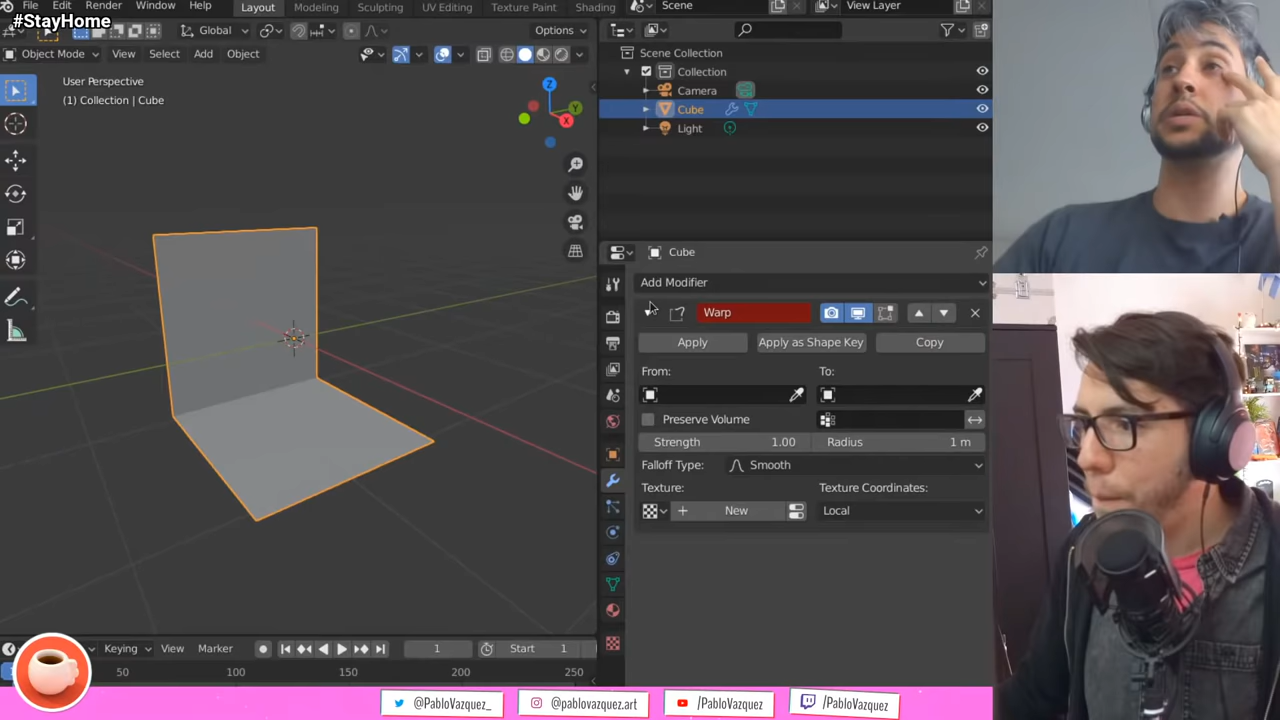 File Edit Render Window Help
Layout Modeling Sculpting UV Editing Texture Paint Shading
Scene
View Layer
#StayHome
Global
Options
Object Mode View Select Add Object
User Perspective
(1) Collection | Cube
Z
Y
X
Scene Collection
Collection
Camera
Cube
Light
Cube
Add Modifier
Warp
Apply
Apply as Shape Key
Copy
From:
To:
Preserve Volume
Strength 1.00
Radius 1 m
Falloff Type:
Smooth
Texture:
Texture Coordinates:
New
Local
Keying View Marker
1
Start 1
50 100 150 200 250
@PabloVazquez_
@pablovazquez.art
/PabloVazquez
/PabloVazquez